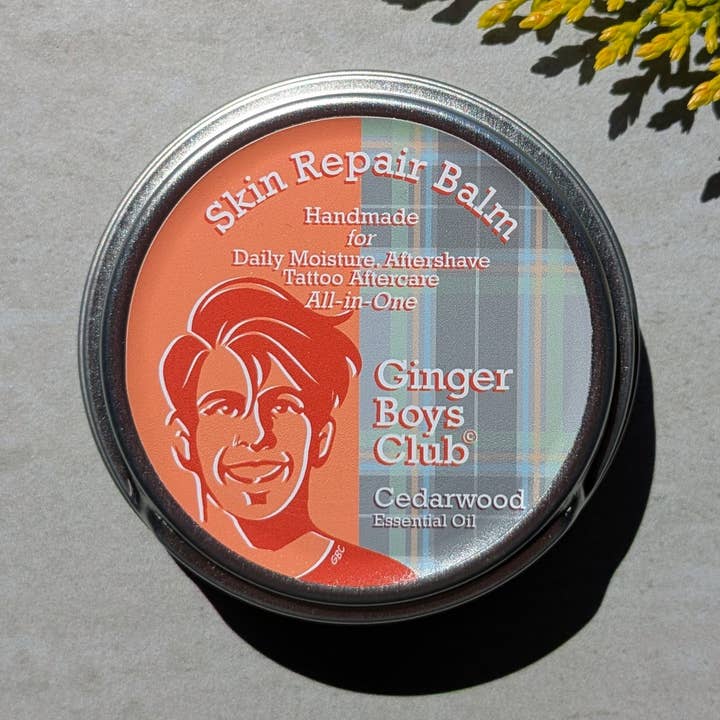 Skin Repair Balm
Handmade
for
Daily Moisture, Aftershave
Tattoo Aftercare
All-in-One
Ginger
Boys
Club©
Cedarwood
Essential Oil
GBC